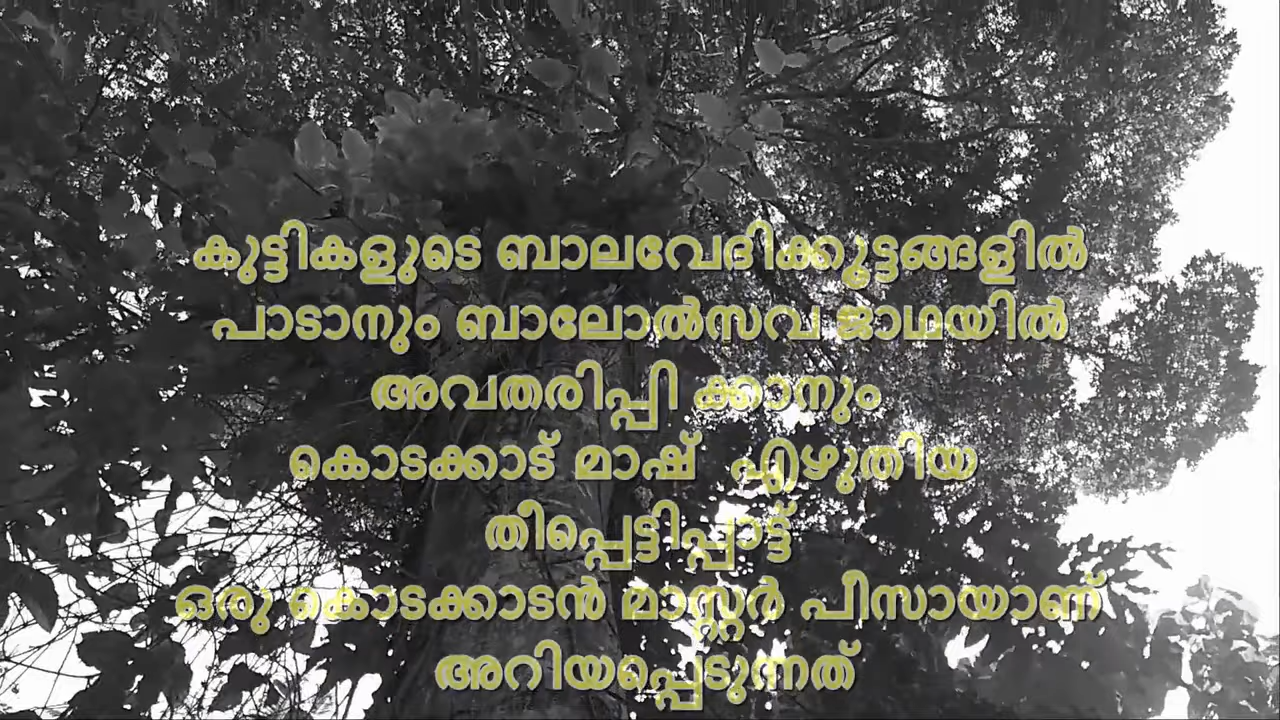 കുട്ടികളുടെ ബാലവേദിക്കൂട്ടങ്ങളിൽ
പാടാനും ബാലോൽസവ ജാഥയിൽ
അവതരിപ്പി ക്കാനും
കൊടക്കാട് മാഷ് എഴുതിയ
തീപ്പെട്ടിപ്പാട്ട്
ഒരു കൊടക്കാടൻ മാസ്റ്റർ പീസായാണ്
അറിയപ്പെടുന്നത്